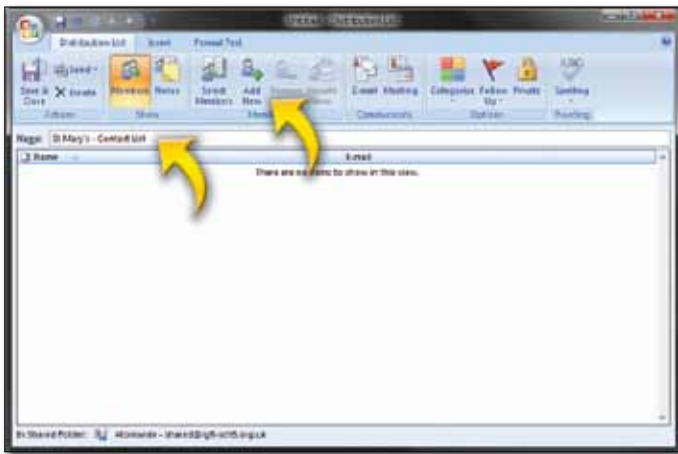 Untitled - Distribution List
Distribution List Insert Format Text
Save & Close Send Delete Members Notes Select Members Add New E-mail Meeting Categorize Follow Up Private Spelling
Actions Show Communicate Options Proofing
Name: St Mary's - Contact List
Name E-mail
There are no items to show in this view.
In Shared Folder: